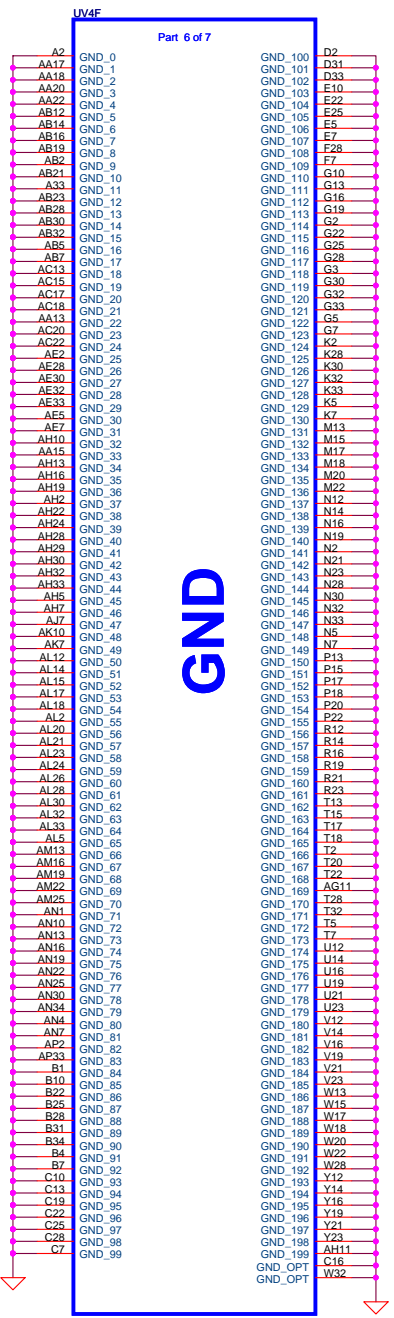 UV4F
Part 6 of 7
A2 GND_0 GND_100 D2
AA17 GND_1 GND_101 D31
AA18 GND_2 GND_102 D33
AA20 GND_3 GND_103 E10
AA22 GND_4 GND_104 E22
AB12 GND_5 GND_105 E25
AB14 GND_6 GND_106 E5
AB16 GND_7 GND_107 E7
AB19 GND_8 GND_108 F28
AB2 GND_9 GND_109 F7
AB21 GND_10 GND_110 G10
A33 GND_11 GND_111 G13
AB23 GND_12 GND_112 G16
AB28 GND_13 GND_113 G19
AB30 GND_14 GND_114 G2
AB32 GND_15 GND_115 G22
AB5 GND_16 GND_116 G25
AB7 GND_17 GND_117 G28
AC13 GND_18 GND_118 G3
AC15 GND_19 GND_119 G30
AC17 GND_20 GND_120 G32
AC18 GND_21 GND_121 G33
AA13 GND_22 GND_122 G5
AC20 GND_23 GND_123 G7
AC22 GND_24 GND_124 K2
AE2 GND_25 GND_125 K28
AE28 GND_26 GND_126 K30
AE30 GND_27 GND_127 K32
AE32 GND_28 GND_128 K33
AE33 GND_29 GND_129 K5
AE5 GND_30 GND_130 K7
AE7 GND_31 GND_131 M13
AH10 GND_32 GND_132 M15
AA15 GND_33 GND_133 M17
AH13 GND_34 GND_134 M18
AH16 GND_35 GND_135 M20
AH19 GND_36 GND_136 M22
AH2 GND_37 GND_137 N12
AH22 GND_38 GND_138 N14
AH24 GND_39 GND_139 N16
AH28 GND_40 GND_140 N19
AH29 GND_41 GND_141 N2
AH30 GND_42 GND_142 N21
AH32 GND_43 GND_143 N23
AH33 GND_44 GND_144 N28
AH5 GND_45 GND_145 N30
AH7 GND_46 GND_146 N32
AJ7 GND_47 GND_147 N33
AK10 GND_48 GND_148 N5
AK7 GND_49 GND_149 N7
AL12 GND_50 GND_150 P13
AL14 GND_51 GND_151 P15
AL15 GND_52 GND_152 P17
AL17 GND_53 GND_153 P18
AL18 GND_54 GND_154 P20
AL2 GND_55 GND_155 P22
AL20 GND_56 GND_156 R12
AL21 GND_57 GND_157 R14
AL23 GND_58 GND_158 R16
AL24 GND_59 GND_159 R19
AL26 GND_60 GND_160 R21
AL28 GND_61 GND_161 R23
AL30 GND_62 GND_162 T13
AL32 GND_63 GND_163 T15
AL33 GND_64 GND_164 T17
AL5 GND_65 GND_165 T18
AM13 GND_66 GND_166 T2
AM16 GND_67 GND_167 T20
AM19 GND_68 GND_168 T22
AM22 GND_69 GND_169 AG11
AM25 GND_70 GND_170 T28
AN1 GND_71 GND_171 T32
AN10 GND_72 GND_172 T5
AN13 GND_73 GND_173 T7
AN16 GND_74 GND_174 U12
AN19 GND_75 GND_175 U14
AN22 GND_76 GND_176 U16
AN25 GND_77 GND_177 U19
AN30 GND_78 GND_178 U21
AN34 GND_79 GND_179 U23
AN4 GND_80 GND_180 V12
AN7 GND_81 GND_181 V14
AP2 GND_82 GND_182 V16
AP33 GND_83 GND_183 V19
B1 GND_84 GND_184 V21
B10 GND_85 GND_185 V23
B22 GND_86 GND_186 W13
B25 GND_87 GND_187 W15
B28 GND_88 GND_188 W17
B31 GND_89 GND_189 W18
B34 GND_90 GND_190 W20
B4 GND_91 GND_191 W22
B7 GND_92 GND_192 W28
C10 GND_93 GND_193 Y12
C13 GND_94 GND_194 Y14
C19 GND_95 GND_195 Y16
C22 GND_96 GND_196 Y19
C25 GND_97 GND_197 Y21
C28 GND_98 GND_198 Y23
C7 GND_99 GND_199 AH11
GND_OPT C16
GND_OPT W32
GND